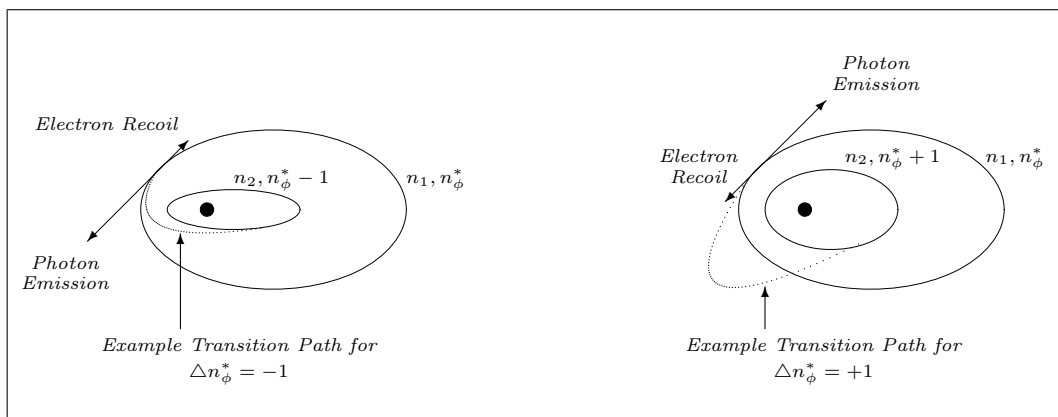 Electron Recoil
n₂, n*ϕ − 1
n₁, n*ϕ
Photon
Emission
Example Transition Path for
△n*ϕ = −1
Photon
Emission
Electron
Recoil
n₂, n*ϕ + 1
n₁, n*ϕ
Example Transition Path for
△n*ϕ = +1